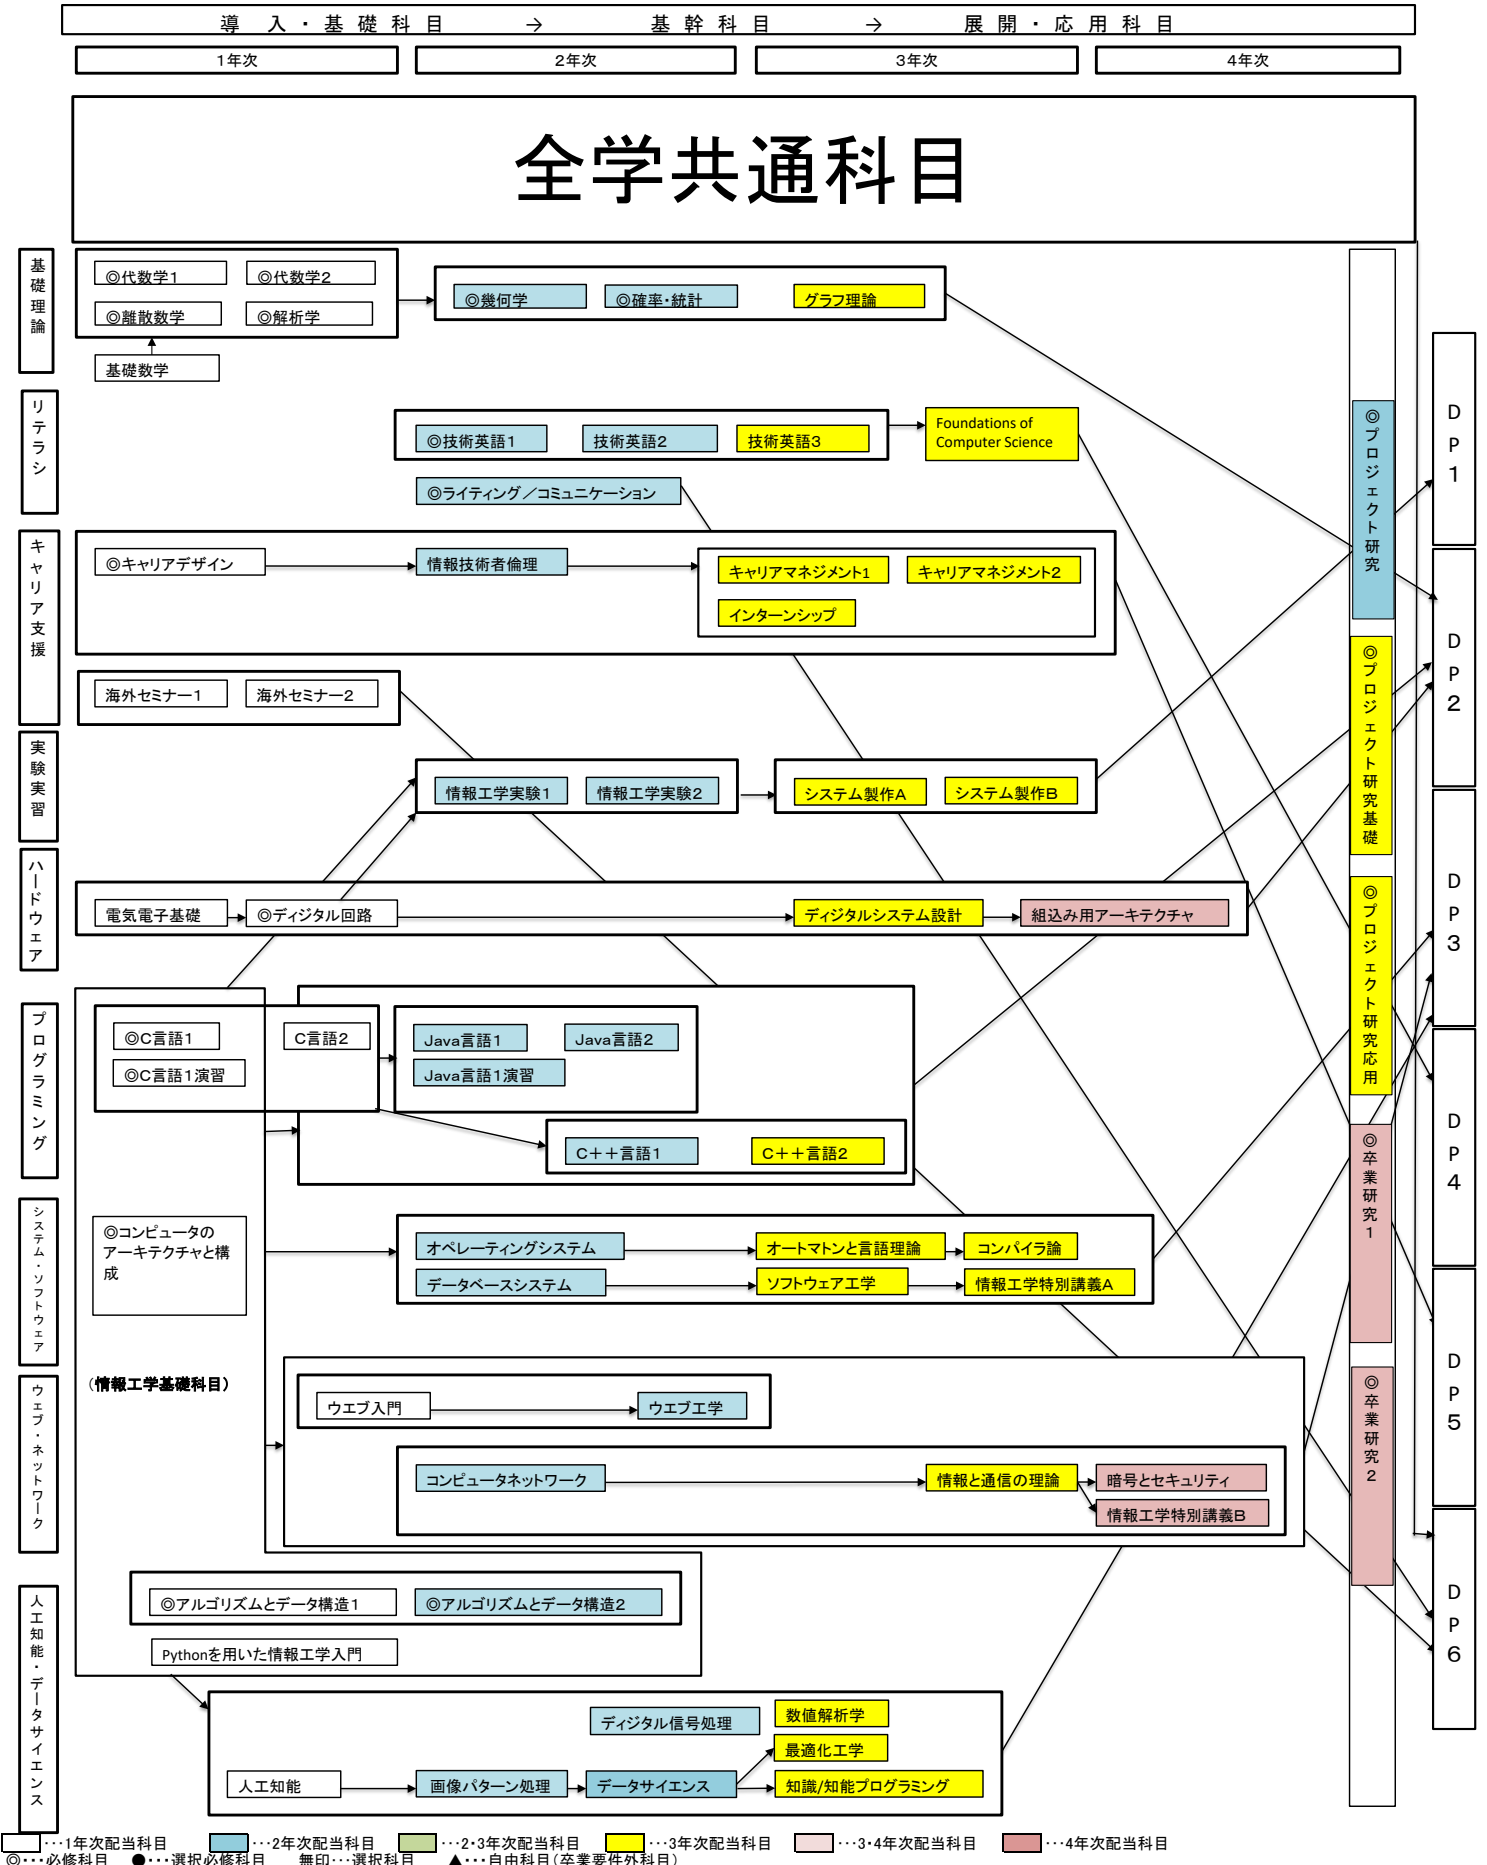 導入・基礎科目 → 基幹科目 → 展開・応用科目
1年次 2年次 3年次 4年次
全学共通科目
基礎理論
◎代数学1 ◎代数学2
◎離散数学 ◎解析学
基礎数学
◎幾何学 ◎確率・統計 グラフ理論
リテラシ
◎技術英語1 技術英語2 技術英語3
Foundations of
Computer Science
◎ライティング／コミュニケーション
キャリア支援
◎キャリアデザイン 情報技術者倫理
キャリアマネジメント1 キャリアマネジメント2
インターンシップ
海外セミナー1 海外セミナー2
実験実習
情報工学実験1 情報工学実験2 システム製作A システム製作B
ハードウェア
電気電子基礎 ◎ディジタル回路 ディジタルシステム設計 組込み用アーキテクチャ
プログラミング
◎C言語1 C言語2
◎C言語1演習
Java言語1 Java言語2
Java言語1演習
C＋＋言語1 C＋＋言語2
システム・ソフトウェア
◎コンピュータの
アーキテクチャと構
成
オペレーティングシステム オートマトンと言語理論 コンパイラ論
データベースシステム ソフトウェア工学 情報工学特別講義A
（情報工学基礎科目）
ウェブ・ネットワーク
ウエブ入門 ウエブ工学
コンピュータネットワーク 情報と通信の理論 暗号とセキュリティ
情報工学特別講義B
人工知能・データサイエンス
◎アルゴリズムとデータ構造1 ◎アルゴリズムとデータ構造2
Pythonを用いた情報工学入門
ディジタル信号処理 数値解析学
最適化工学
人工知能 画像パターン処理 データサイエンス 知識/知能プログラミング
◎プロジェクト研究
◎プロジェクト研究基礎
◎プロジェクト研究応用
◎卒業研究1
◎卒業研究2
DP1
DP2
DP3
DP4
DP5
DP6
…1年次配当科目 …2年次配当科目 …2・3年次配当科目 …3年次配当科目 …3・4年次配当科目 …4年次配当科目
◎…必修科目 ●…選択必修科目 無印…選択科目 ▲…自由科目（卒業要件外科目）